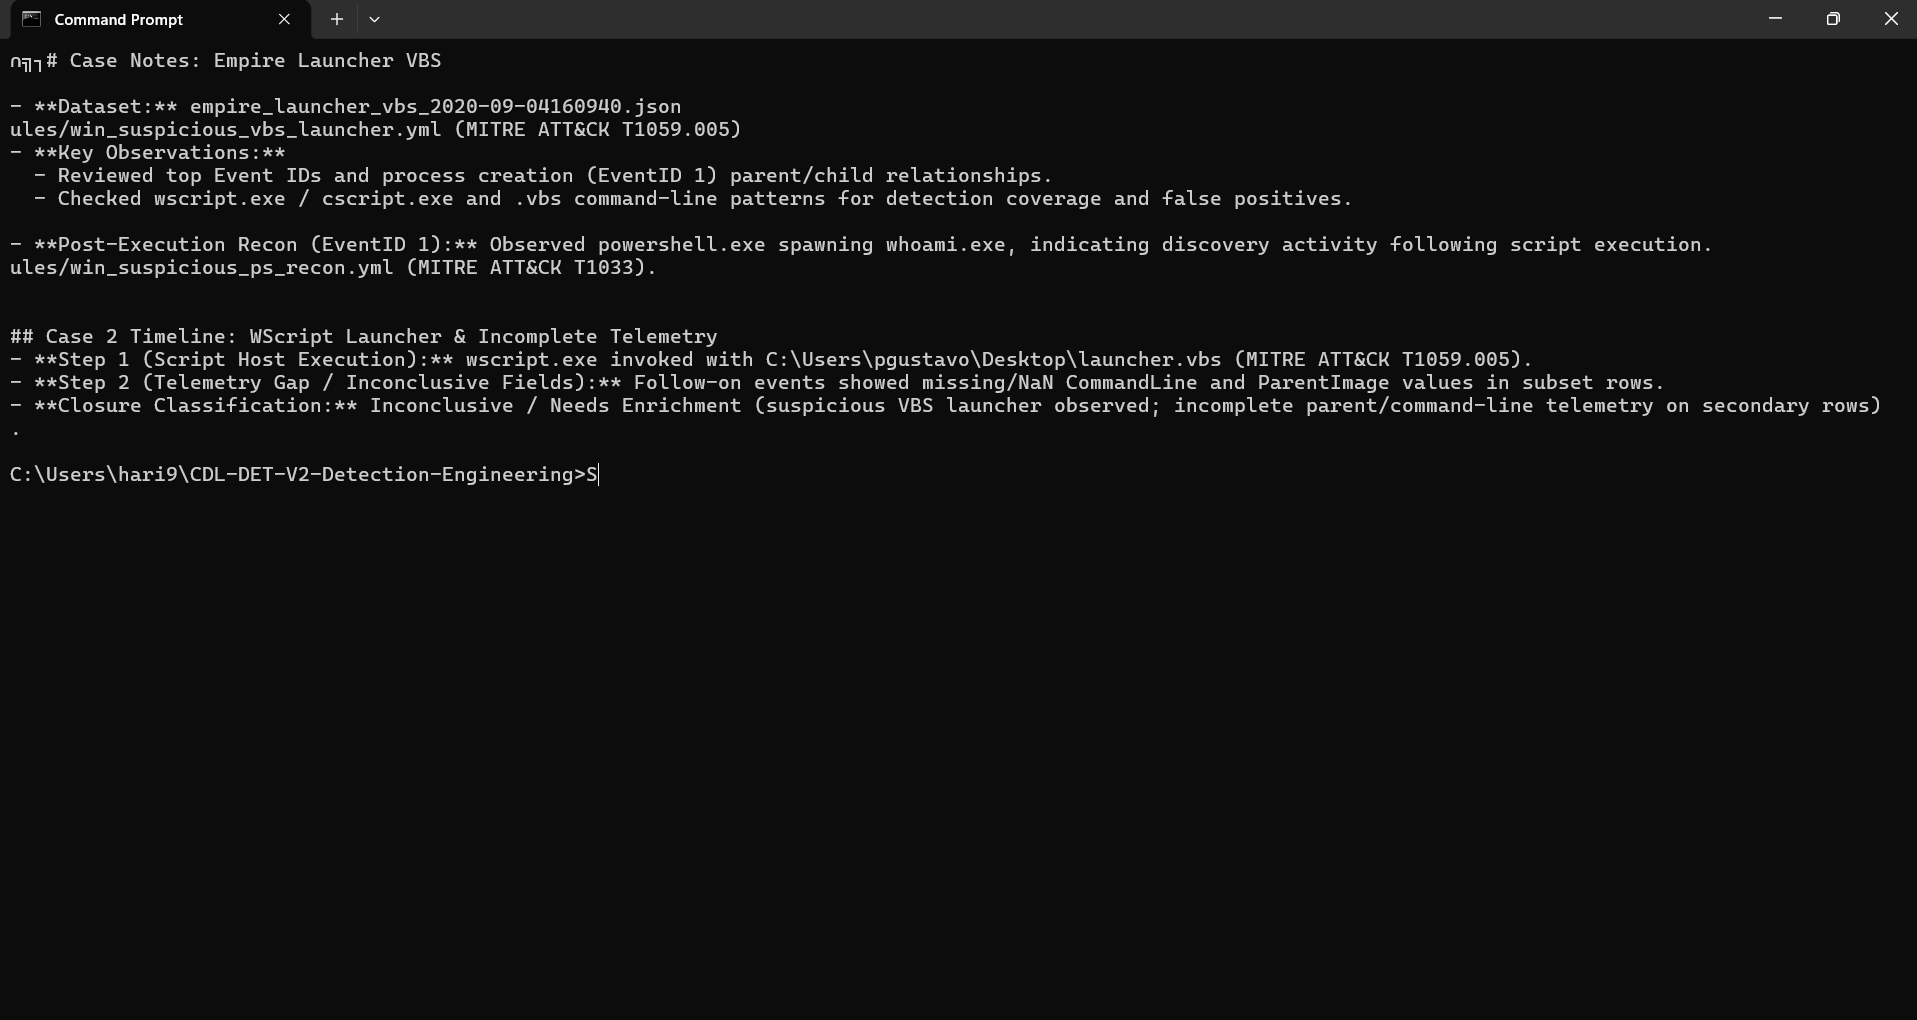 Command Prompt
∩╗┐# Case Notes: Empire Launcher VBS
- **Dataset:** empire_launcher_vbs_2020-09-04160940.json
ules/win_suspicious_vbs_launcher.yml (MITRE ATT&CK T1059.005)
- **Key Observations:**
  - Reviewed top Event IDs and process creation (EventID 1) parent/child relationships.
  - Checked wscript.exe / cscript.exe and .vbs command-line patterns for detection coverage and false positives.
- **Post-Execution Recon (EventID 1):** Observed powershell.exe spawning whoami.exe, indicating discovery activity following script execution.
ules/win_suspicious_ps_recon.yml (MITRE ATT&CK T1033).
## Case 2 Timeline: WScript Launcher & Incomplete Telemetry
- **Step 1 (Script Host Execution):** wscript.exe invoked with C:\Users\pgustavo\Desktop\launcher.vbs (MITRE ATT&CK T1059.005).
- **Step 2 (Telemetry Gap / Inconclusive Fields):** Follow-on events showed missing/NaN CommandLine and ParentImage values in subset rows.
- **Closure Classification:** Inconclusive / Needs Enrichment (suspicious VBS launcher observed; incomplete parent/command-line telemetry on secondary rows)
.
C:\Users\hari9\CDL-DET-V2-Detection-Engineering>S